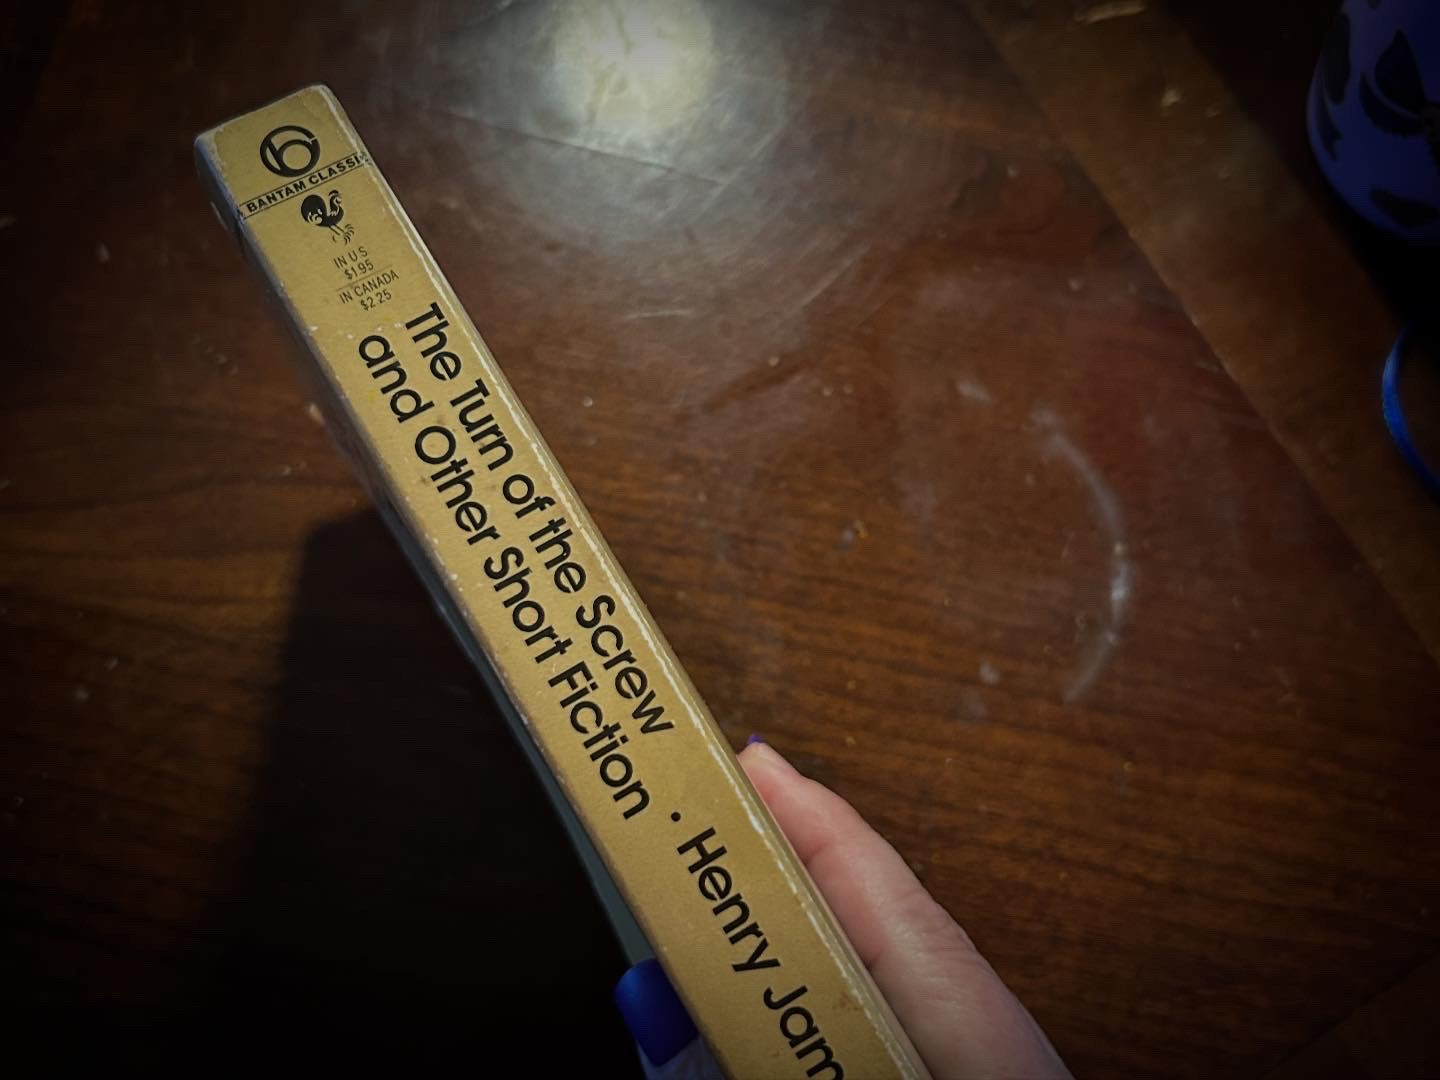 A BANTAM CLASSIC
IN U.S.
$1.95
IN CANADA
$2.25
The Turn of the Screw
and Other Short Fiction · Henry Jam